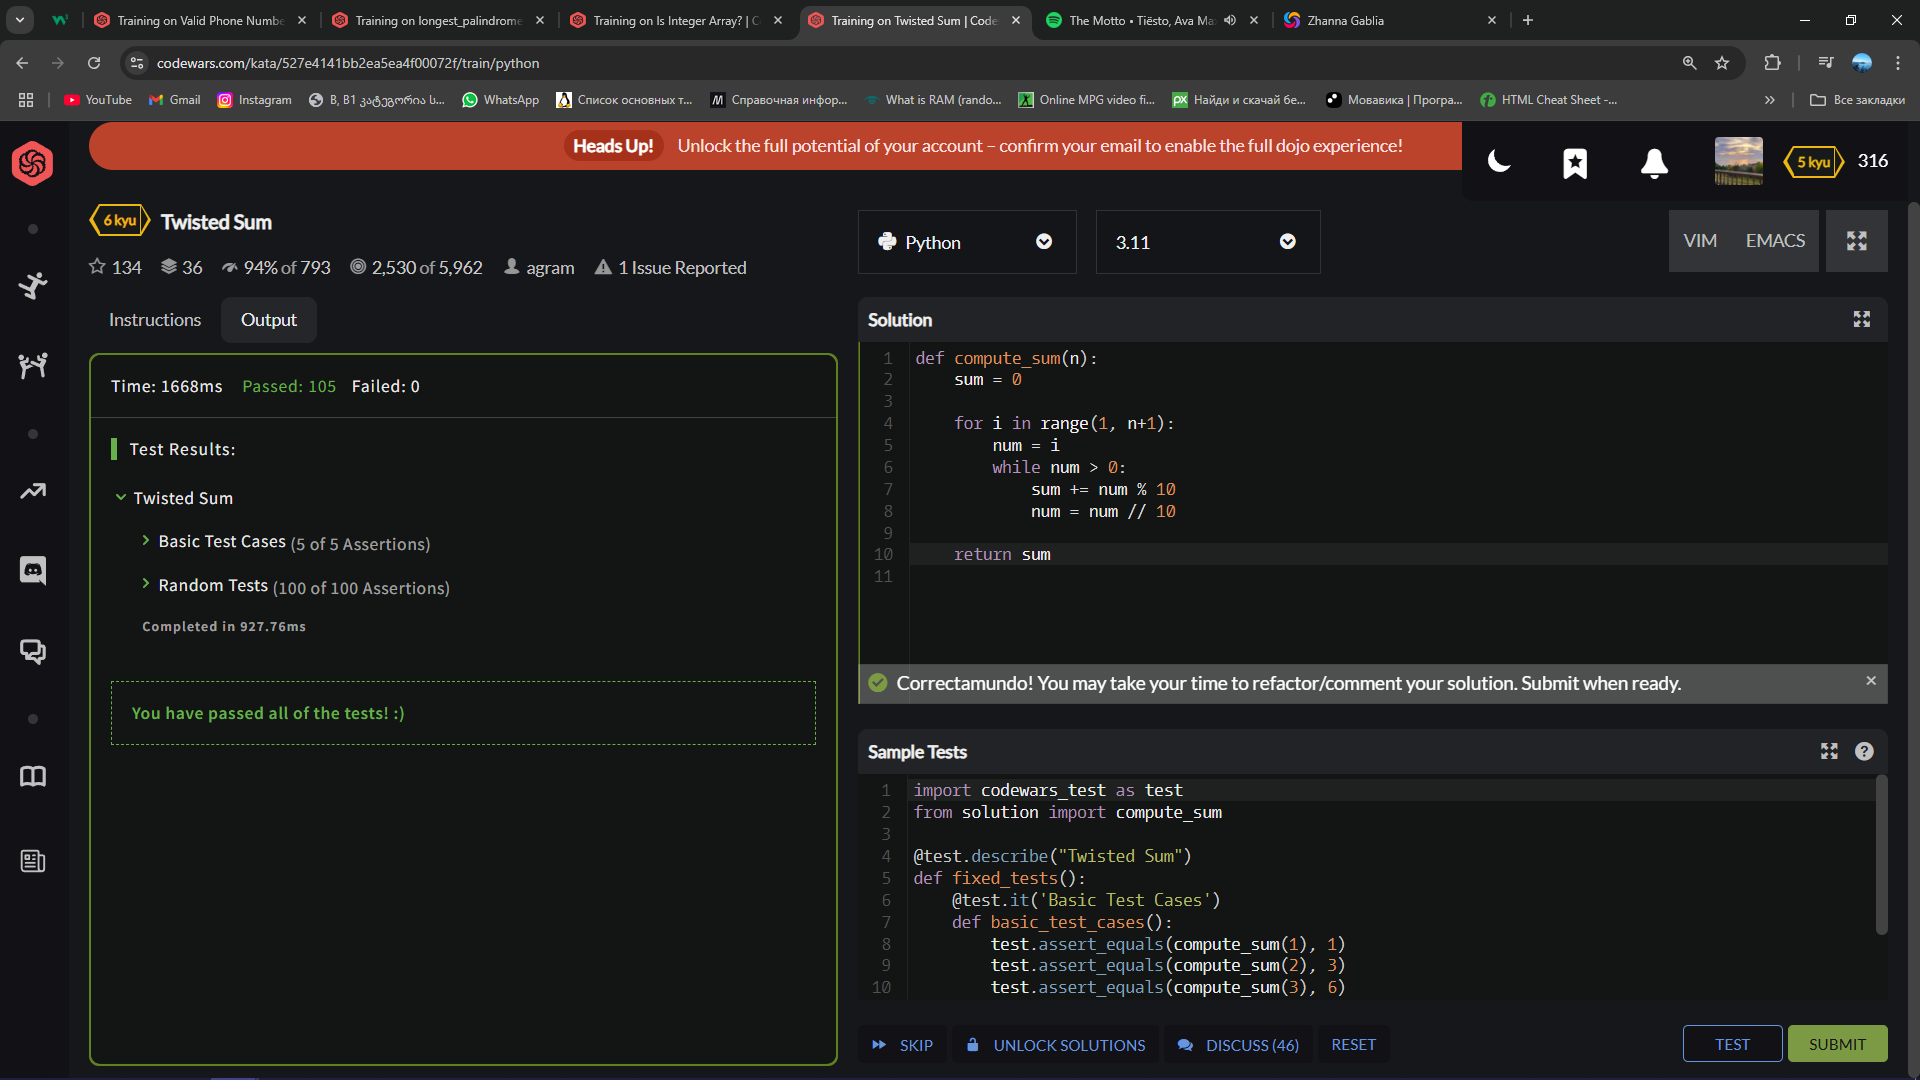 Training on Valid Phone Numbe
Training on longest_palindrome
Training on Is Integer Array? | C
Training on Twisted Sum | Code
The Motto • Tiësto, Ava Ma
Zhanna Gablia
codewars.com/kata/527e4141bb2ea5ea4f00072f/train/python
YouTube
Gmail
Instagram
B, B1 კატეგორია ს...
WhatsApp
Список основных т...
Справочная инфор...
What is RAM (rando...
Online MPG video fi...
Найди и скачай бе...
Мовавика | Програ...
HTML Cheat Sheet -...
Все закладки
Heads Up! Unlock the full potential of your account – confirm your email to enable the full dojo experience!
5 kyu
316
6 kyu Twisted Sum
134 36 94% of 793 2,530 of 5,962 agram 1 Issue Reported
Python
3.11
VIM
EMACS
Instructions
Output
Time: 1668ms Passed: 105 Failed: 0
Test Results:
Twisted Sum
Basic Test Cases (5 of 5 Assertions)
Random Tests (100 of 100 Assertions)
Completed in 927.76ms
You have passed all of the tests! :)
Solution
1 def compute_sum(n):
2 sum = 0
3
4 for i in range(1, n+1):
5 num = i
6 while num > 0:
7 sum += num % 10
8 num = num // 10
9
10 return sum
11
Correctamundo! You may take your time to refactor/comment your solution. Submit when ready.
Sample Tests
1 import codewars_test as test
2 from solution import compute_sum
3
4 @test.describe("Twisted Sum")
5 def fixed_tests():
6 @test.it('Basic Test Cases')
7 def basic_test_cases():
8 test.assert_equals(compute_sum(1), 1)
9 test.assert_equals(compute_sum(2), 3)
10 test.assert_equals(compute_sum(3), 6)
SKIP
UNLOCK SOLUTIONS
DISCUSS (46)
RESET
TEST
SUBMIT